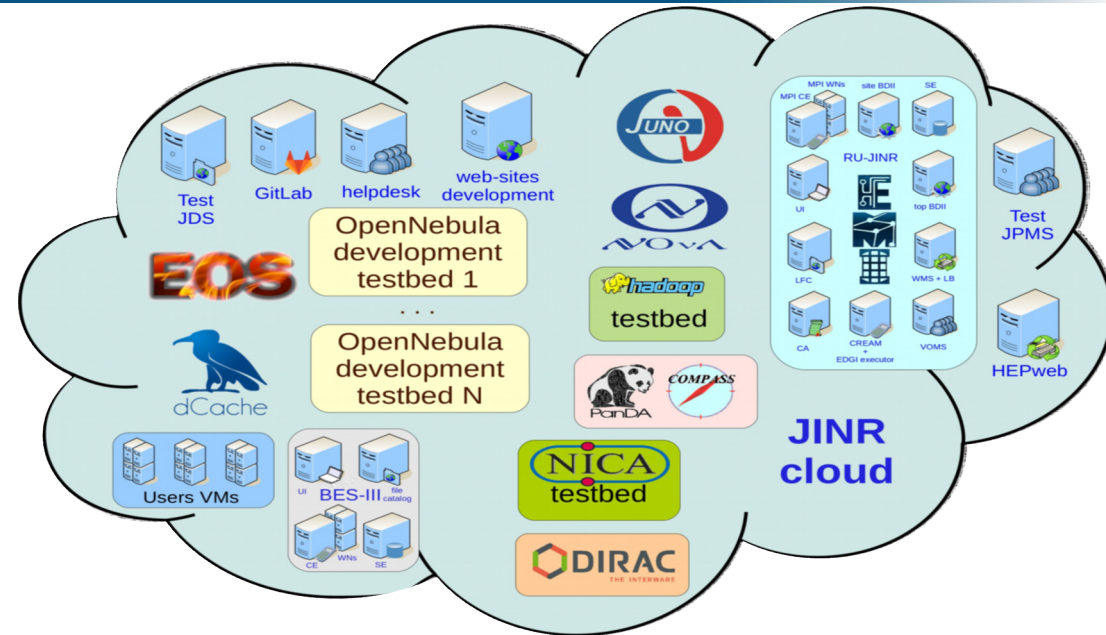 Test
JDS
GitLab
helpdesk
web-sites
development
EOS
OpenNebula
development
testbed 1
. . .
OpenNebula
development
testbed N
dCache
Users VMs
UI
BES-III
file
catalog
CE
WNs
SE
JUNO
NOνA
hadoop
testbed
PanDA
COMPASS
NICA
testbed
DIRAC
THE INTERWARE
MPI WNs
site BDII
SE
MPI CE
RU-JINR
UI
top BDII
LFC
WMS + LB
CA
CREAM
+
EDGI executor
VOMS
Test
JPMS
HEPweb
JINR
cloud